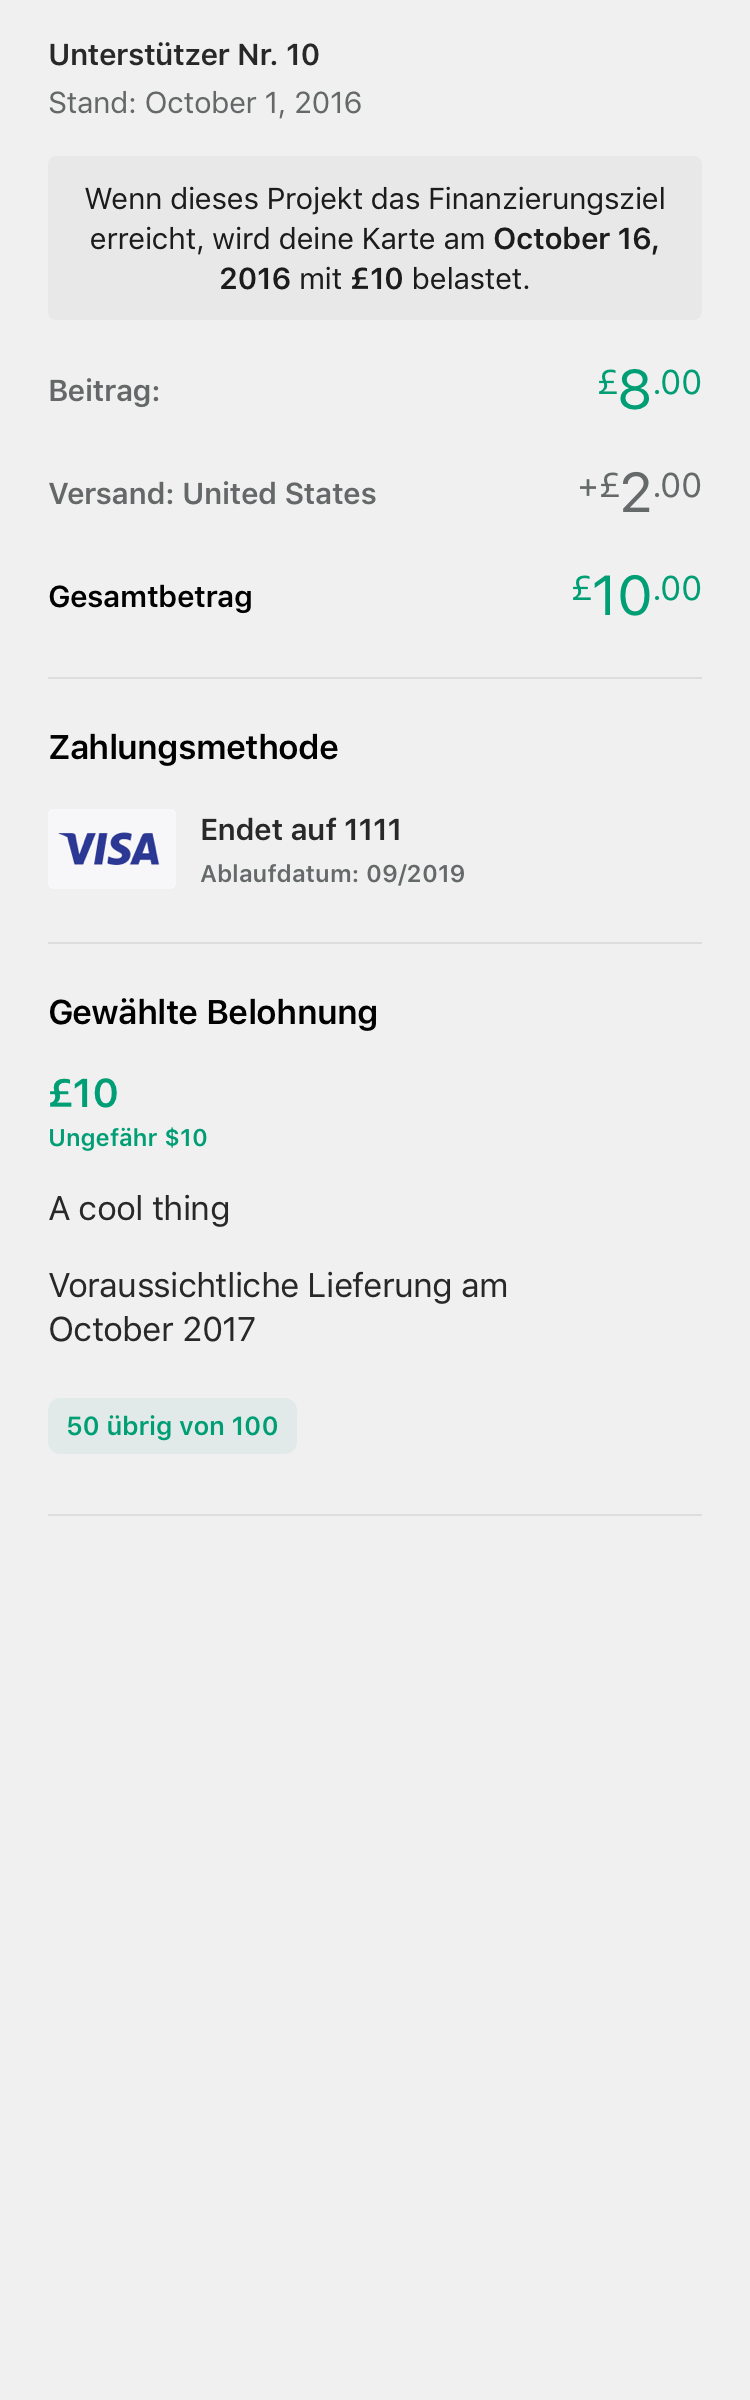 Unterstützer Nr. 10
Stand: October 1, 2016
Wenn dieses Projekt das Finanzierungsziel
erreicht, wird deine Karte am October 16,
2016 mit £10 belastet.
Beitrag: £8.00
Versand: United States +£2.00
Gesamtbetrag £10.00
Zahlungsmethode
VISA
Endet auf 1111
Ablaufdatum: 09/2019
Gewählte Belohnung
£10
Ungefähr $10
A cool thing
Voraussichtliche Lieferung am
October 2017
50 übrig von 100